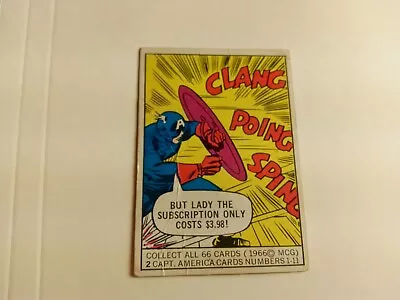 CLANG
POING
SPING
BUT LADY THE
SUBSCRIPTION ONLY
COSTS $3.98!
COLLECT ALL 66 CARDS (1966© MCG)
2 CAPT. AMERICA CARDS NUMBERS 1-11